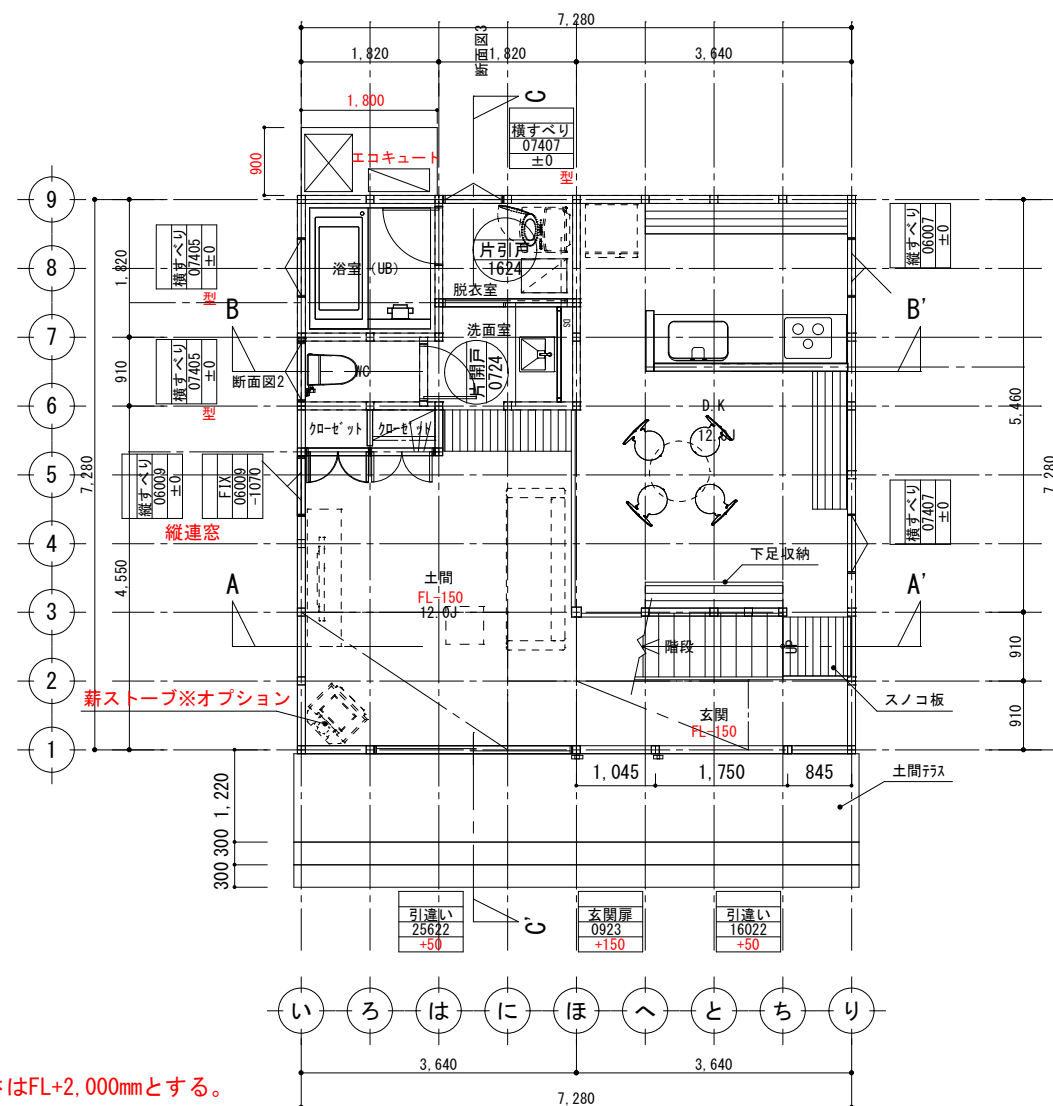 7,280
1,820
1,820
3,640
断面図3
1,800
C
横すべり
07407
±0
型
900
エコキュート
9
8
7
6
5
4
3
2
1
7,280
1,820
910
4,550
横すべり
07405
±0
型
B
断面図2
横すべり
07405
±0
型
縦すべり
06009
±0
FIX
06009
-1070
縦連窓
A
浴室 (UB)
片引戸
1624
脱衣室
洗面室
SD
WC
片開戸
0724
クローゼット
クローゼット
D.K
12.0J
縦すべり
06007
±0
B'
5,460
7,280
横すべり
07407
±0
下足収納
土間
FL-150
12.0J
A'
階段
UP
910
910
スノコ板
薪ストーブ※オプション
玄関
FL-150
1,045
1,750
845
土間テラス
1,220
300
300
引違い
25622
+50
C'
玄関扉
0923
+150
引違い
16022
+50
い ろ は に ほ へ と ち り
3,640
3,640
7,280
はFL+2,000mmとする。